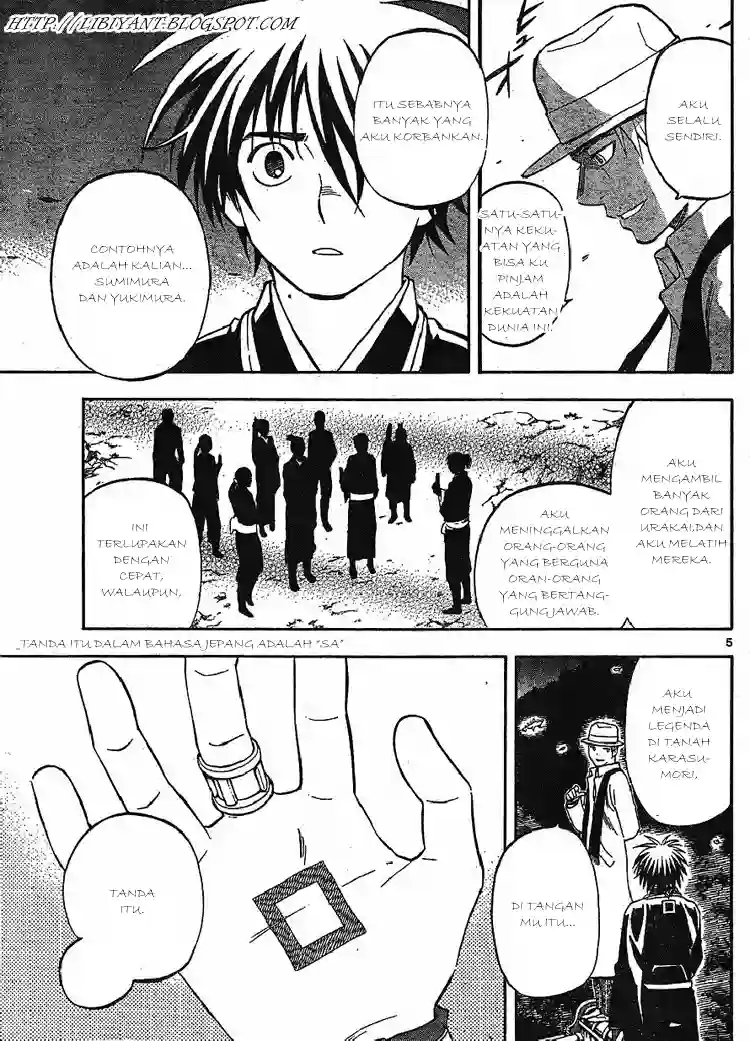 HTTP://LIBIYANT.BLOGSPOT.COM
AKU
SELALU
SENDIRI.
SATU-SATU-
NYA KEKU-
ATAN YANG
BISA KU
PINJAM
ADALAH
KEKUATAN
DUNIA INI.
ITU SEBABNYA
BANYAK YANG
AKU KORBANKAN.
CONTOHNYA
ADALAH KALIAN...
SUMIMURA
DAN YUKIMURA.
AKU
MENGAMBIL
BANYAK
ORANG DARI
URAKAI,DAN
AKU MELATIH
MEREKA.
AKU
MENINGGALKAN
ORANG-ORANG
YANG BERGUNA
ORAN-ORANG
YANG BERTANG-
GUNG JAWAB.
INI
TERLUPAKAN
DENGAN
CEPAT,
WALAUPUN,
_TANDA ITU DALAM BAHASA JEPANG ADALAH "SA"
5
AKU
MENJADI
LEGENDA
DI TANAH
KARASU-
MORI,
DI TANGAN
MU ITU...
TANDA
ITU.